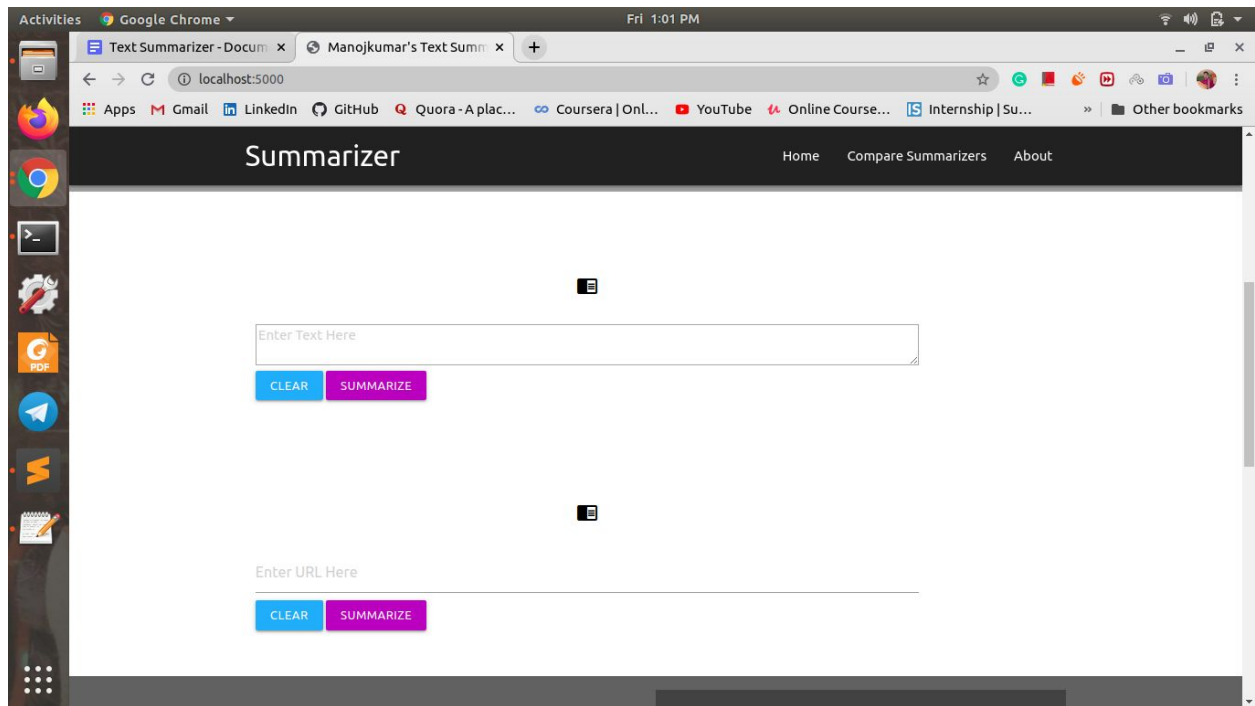 Activities Google Chrome Fri 1:01 PM
Text Summarizer - Docum Manojkumar's Text Summ
localhost:5000
Apps Gmail LinkedIn GitHub Quora - A plac... Coursera | Onl... YouTube Online Course... Internship | Su... » Other bookmarks
Summarizer Home Compare Summarizers About
Enter Text Here
CLEAR SUMMARIZE
Enter URL Here
CLEAR SUMMARIZE
PDF